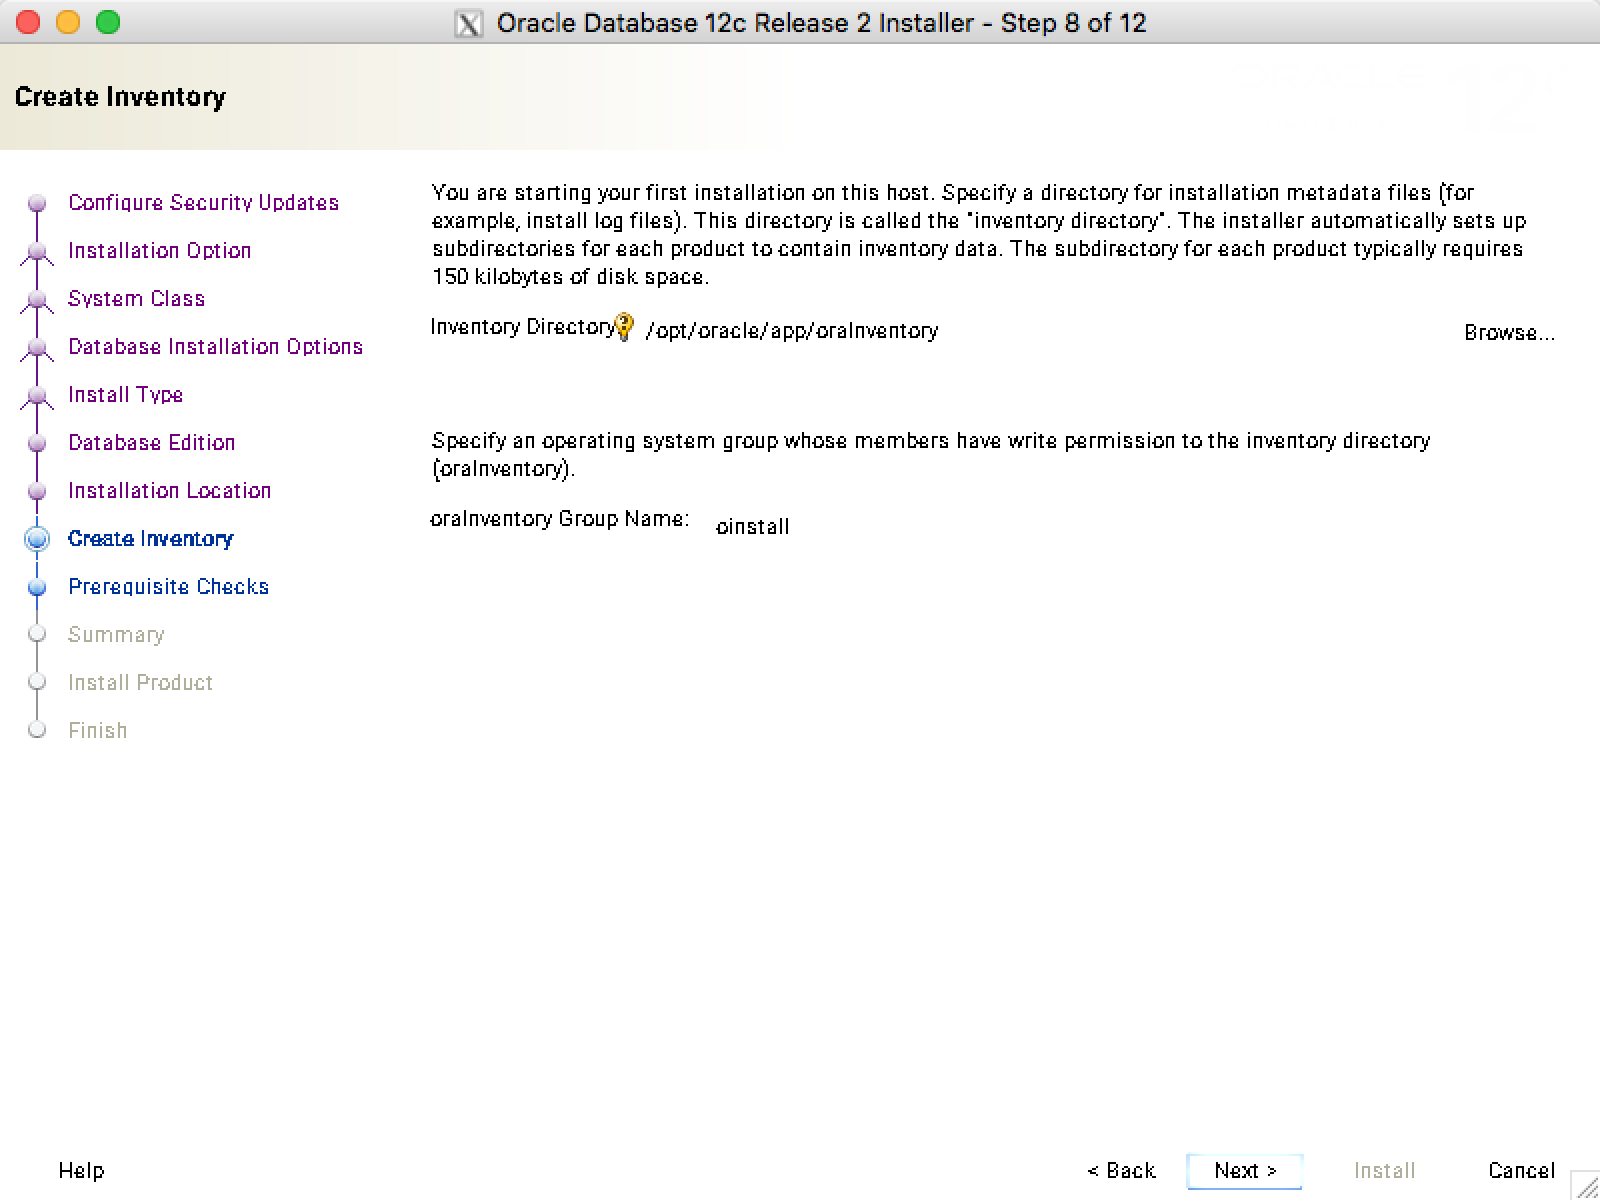 Oracle Database 12c Release 2 Installer - Step 8 of 12
Create Inventory
Configure Security Updates
Installation Option
System Class
Database Installation Options
Install Type
Database Edition
Installation Location
Create Inventory
Prerequisite Checks
Summary
Install Product
Finish
You are starting your first installation on this host. Specify a directory for installation metadata files (for
example, install log files). This directory is called the "inventory directory". The installer automatically sets up
subdirectories for each product to contain inventory data. The subdirectory for each product typically requires
150 kilobytes of disk space.
Inventory Directory /opt/oracle/app/oraInventory Browse...
Specify an operating system group whose members have write permission to the inventory directory
(oraInventory).
oraInventory Group Name: oinstall
Help < Back Next > Install Cancel